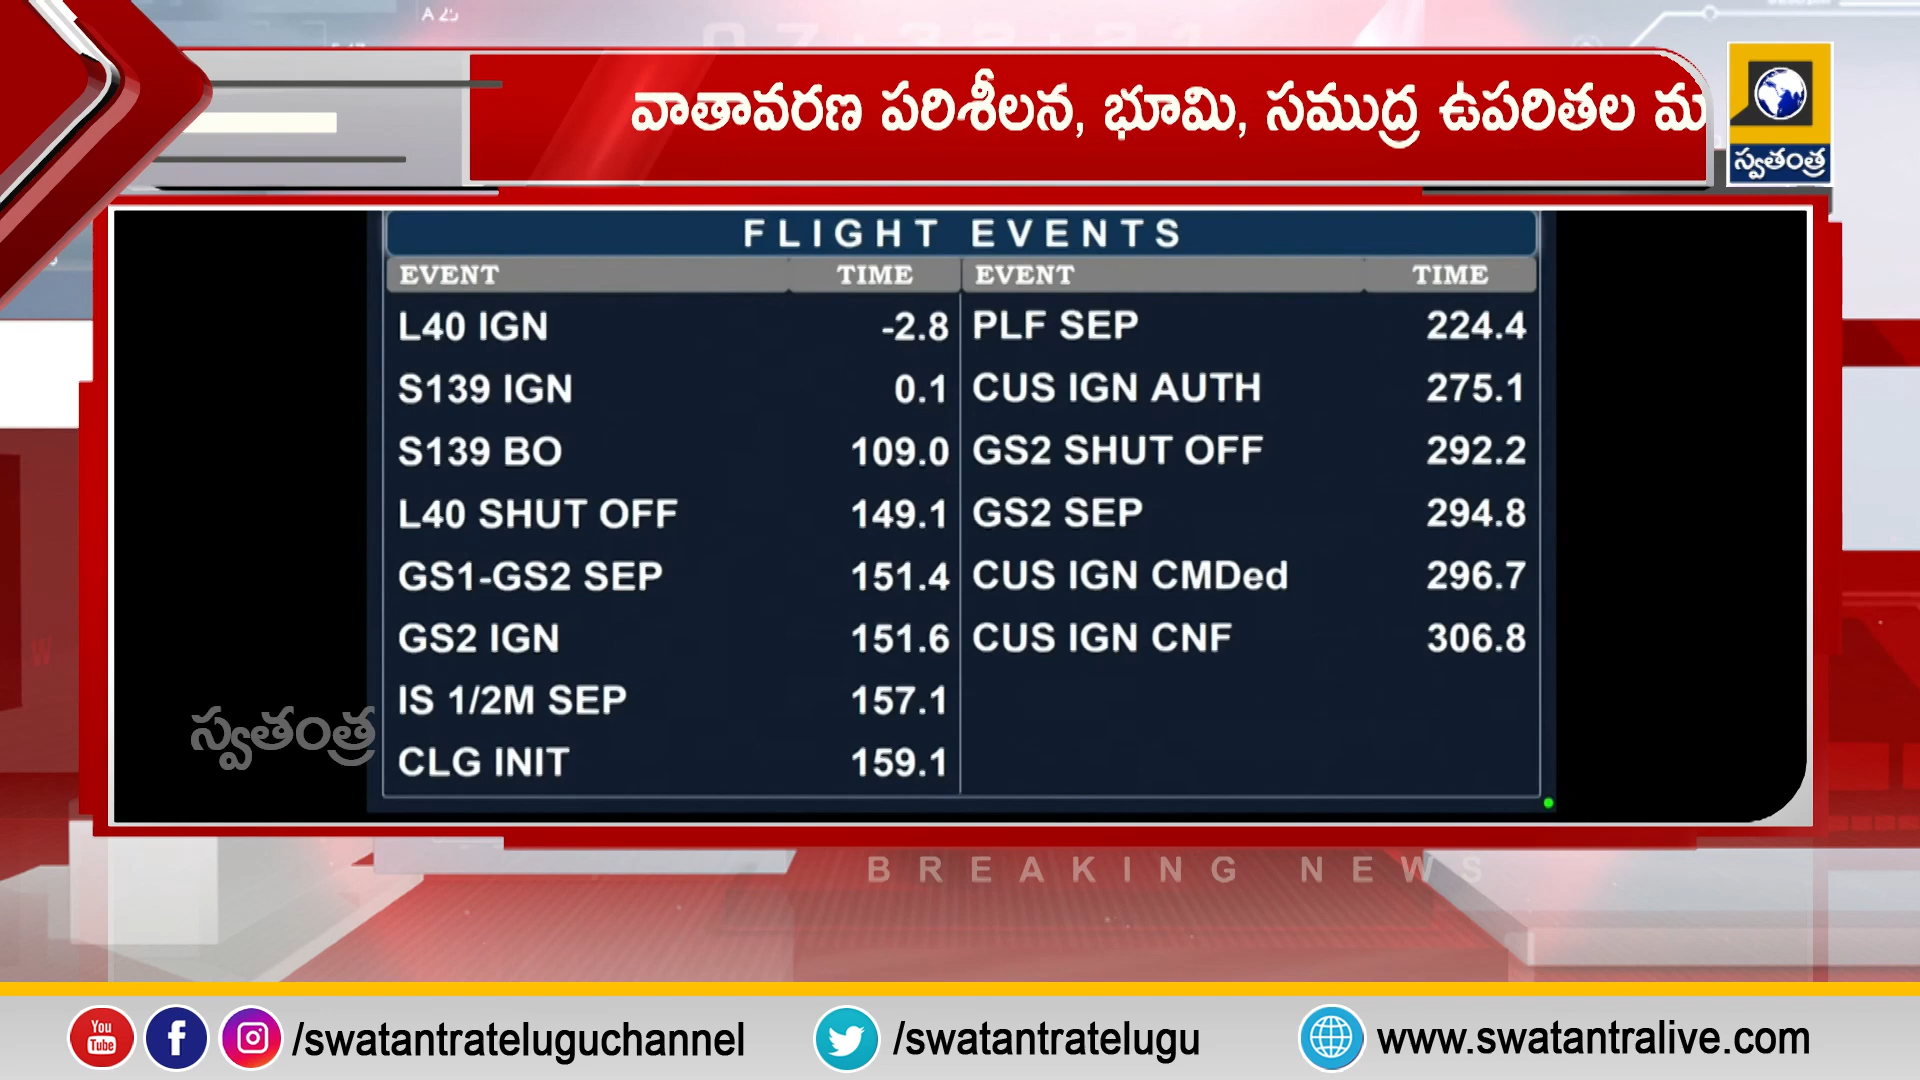 వాతావరణ పరిశీలన, భూమి, సముద్ర ఉపరితల
స్వతంత్ర
FLIGHT EVENTS
EVENT TIME EVENT TIME
L40 IGN -2.8 PLF SEP 224.4
S139 IGN 0.1 CUS IGN AUTH 275.1
S139 BO 109.0 GS2 SHUT OFF 292.2
L40 SHUT OFF 149.1 GS2 SEP 294.8
GS1-GS2 SEP 151.4 CUS IGN CMDed 296.7
GS2 IGN 151.6 CUS IGN CNF 306.8
IS 1/2M SEP 157.1
CLG INIT 159.1
స్వతంత్ర
BREAKING NEWS
You Tube /swatantrateluguchannel /swatantratelugu www.swatantralive.com